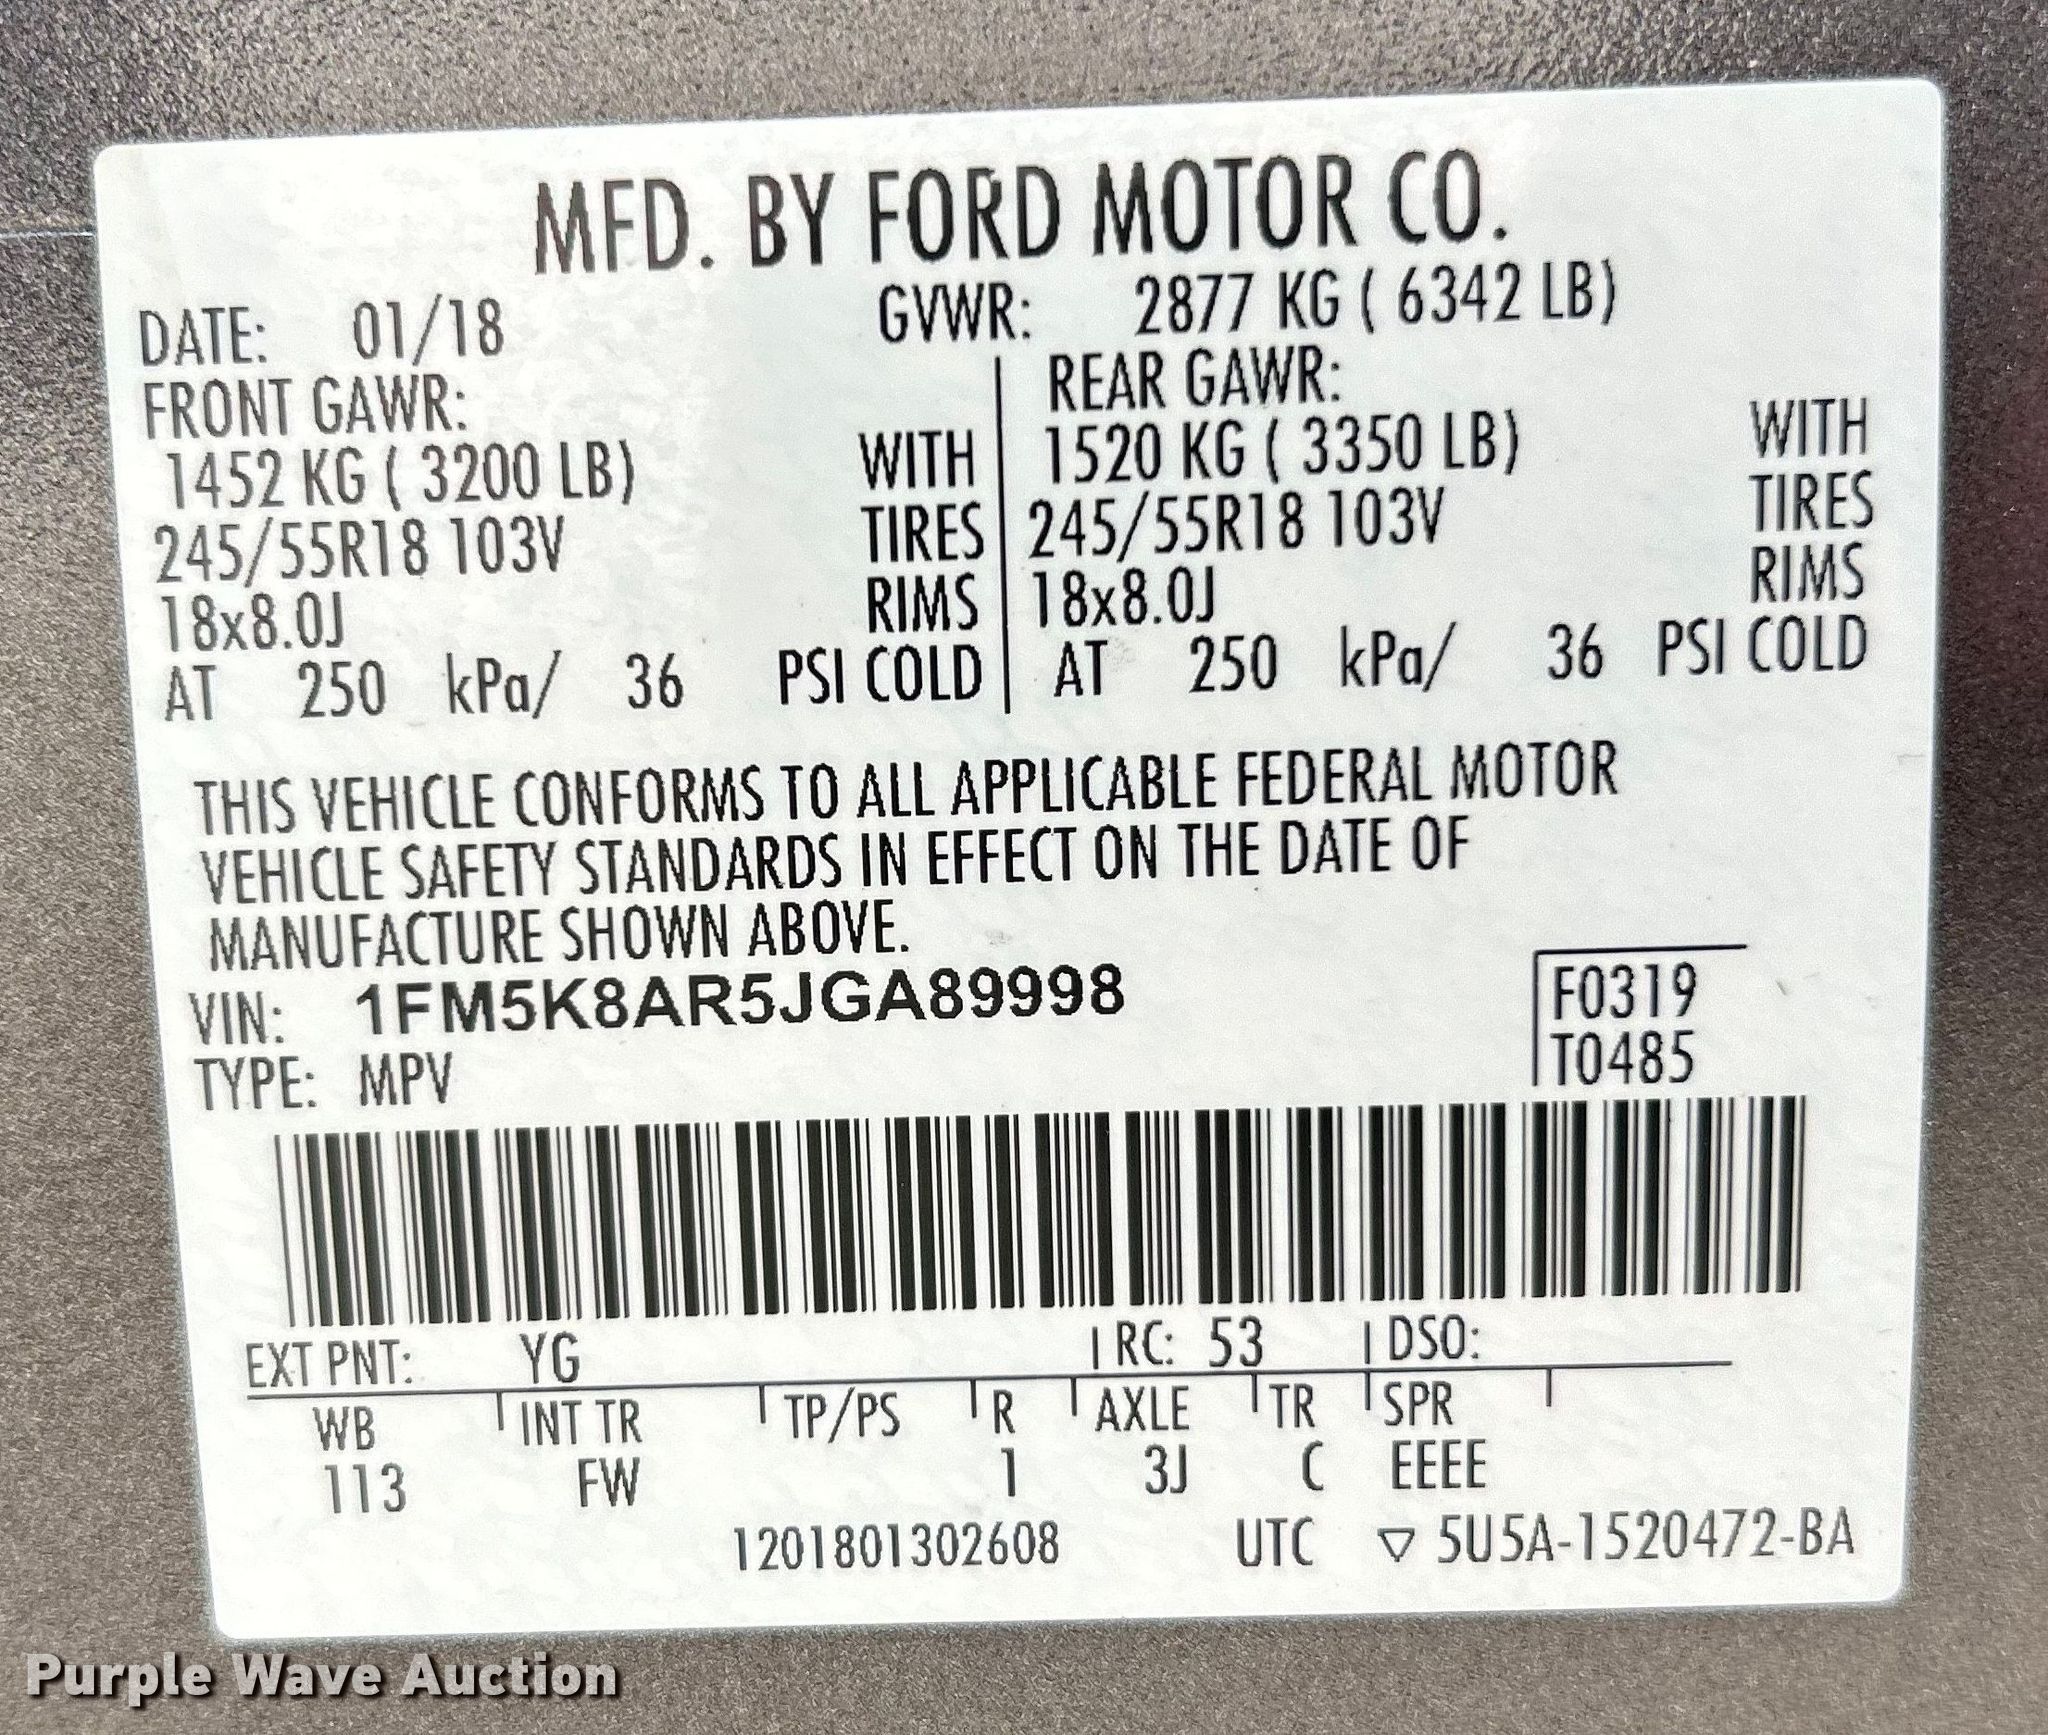 MFD. BY FORD MOTOR CO.
DATE: 01/18 GVWR: 2877 KG ( 6342 LB)
FRONT GAWR: REAR GAWR:
1452 KG ( 3200 LB) WITH 1520 KG ( 3350 LB) WITH
245/55R18 103V TIRES 245/55R18 103V TIRES
18x8.0J RIMS 18x8.0J RIMS
AT 250 kPa/ 36 PSI COLD AT 250 kPa/ 36 PSI COLD
THIS VEHICLE CONFORMS TO ALL APPLICABLE FEDERAL MOTOR
VEHICLE SAFETY STANDARDS IN EFFECT ON THE DATE OF
MANUFACTURE SHOWN ABOVE.
VIN: 1FM5K8AR5JGA89998 F0319
TYPE: MPV T0485
EXT PNT: YG RC: 53 DSO:
WB INT TR TP/PS R AXLE TR SPR
113 FW 1 3J C EEEE
1201801302608 UTC ▽ 5U5A-1520472-BA
Purple Wave Auction